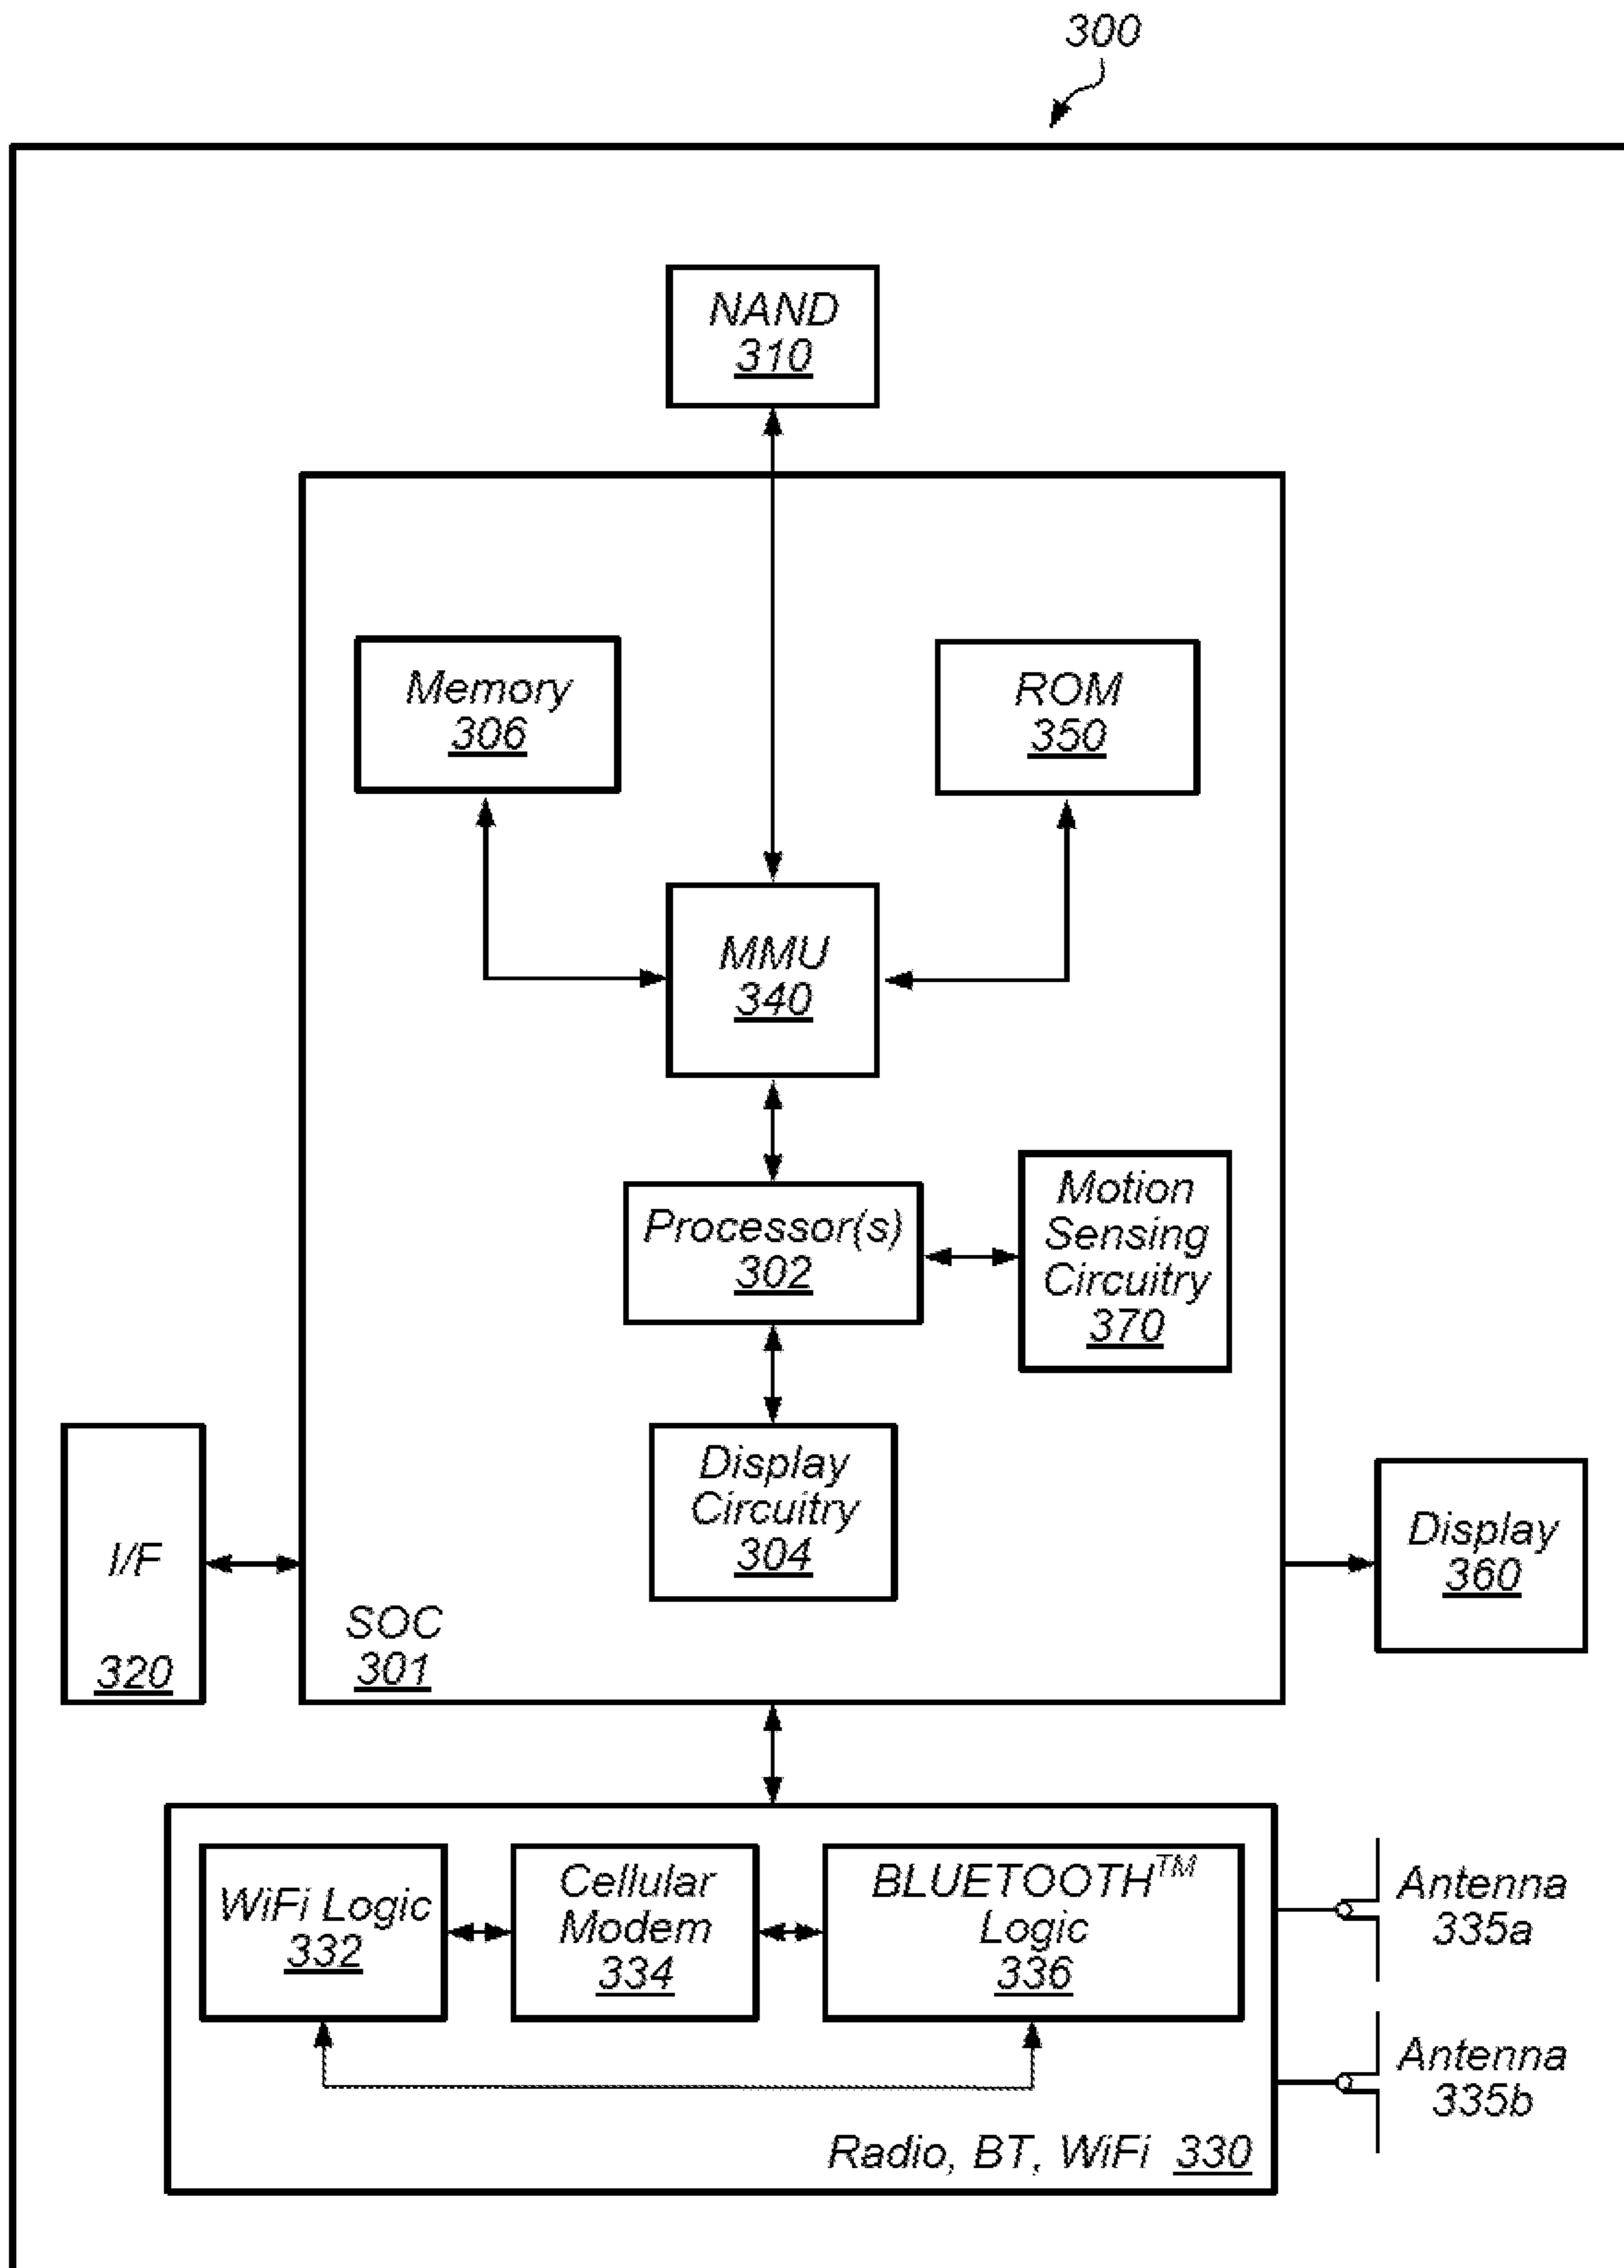 300
NAND
310
Memory
306
ROM
350
MMU
340
Processor(s)
302
Motion
Sensing
Circuitry
370
Display
Circuitry
304
I/F
320
SOC
301
Display
360
WiFi Logic
332
Cellular
Modem
334
BLUETOOTH™
Logic
336
Antenna
335a
Antenna
335b
Radio, BT, WiFi 330